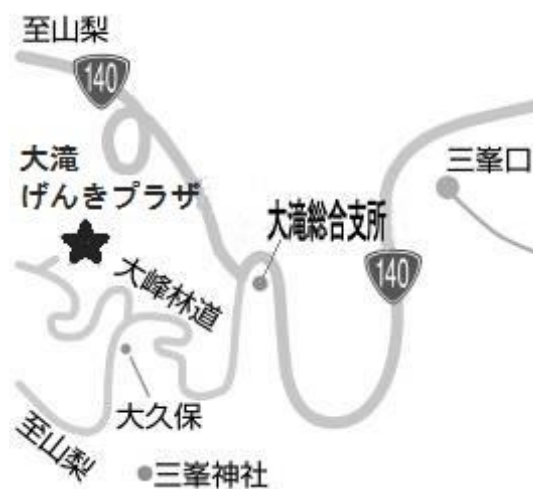 至山梨
140
大滝
げんきプラザ
三峯口
大滝総合支所
140
大峰林道
大久保
至山梨
三峯神社